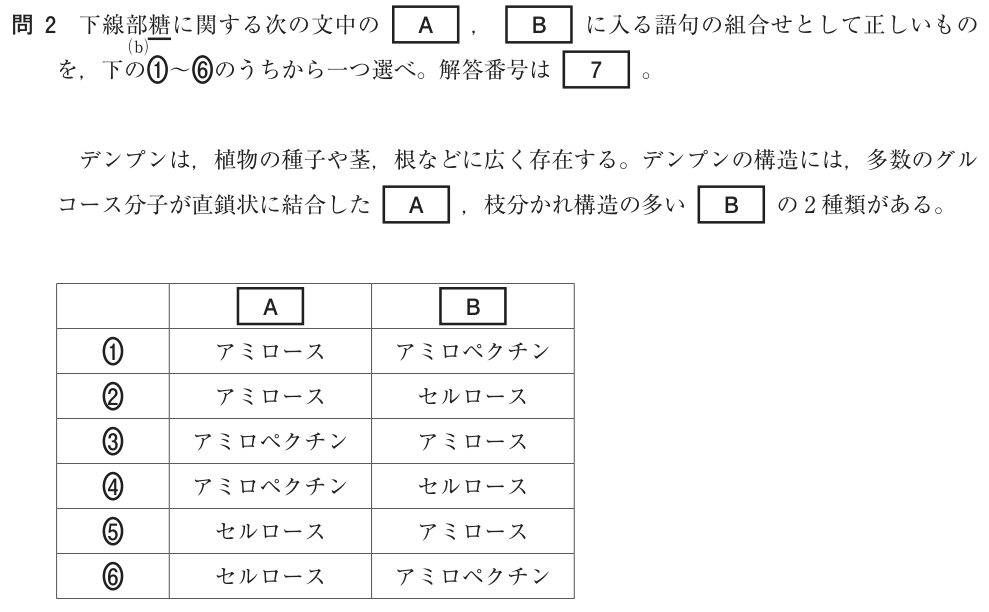 問 2 下線部糖に関する次の文中の A ， B に入る語句の組合せとして正しいもの
(b)
を，下の①～⑥のうちから一つ選べ。解答番号は 7 。
デンプンは，植物の種子や茎，根などに広く存在する。デンプンの構造には，多数のグル
コース分子が直鎖状に結合した A ，枝分かれ構造の多い B の２種類がある。
A B
① アミロース アミロペクチン
② アミロース セルロース
③ アミロペクチン アミロース
④ アミロペクチン セルロース
⑤ セルロース アミロース
⑥ セルロース アミロペクチン